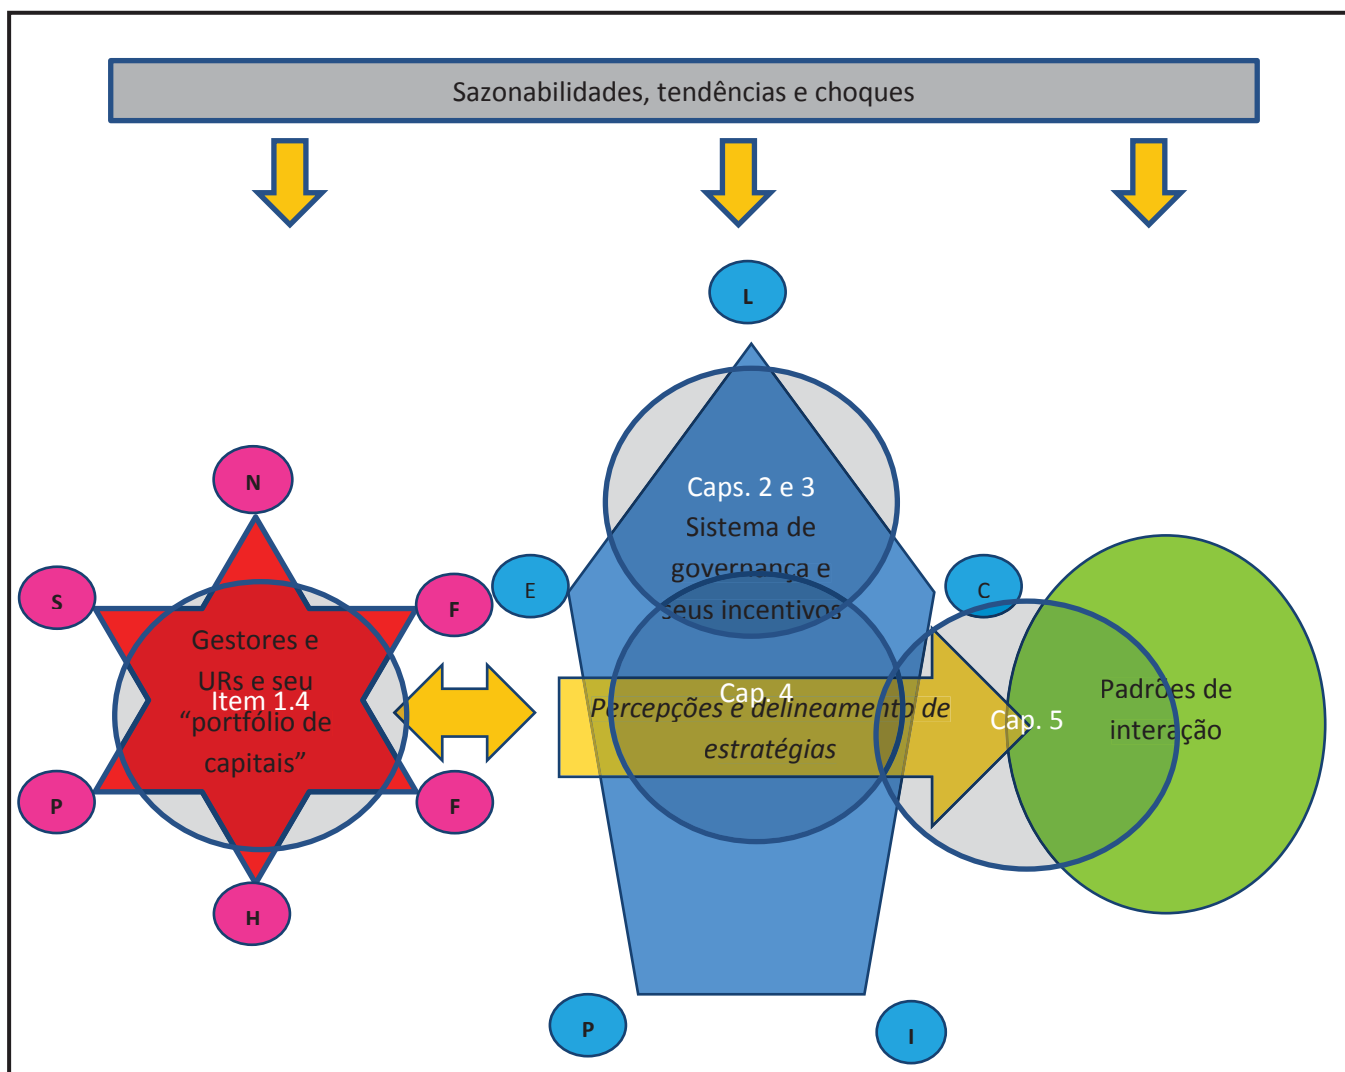 Sazonabilidades, tendências e choques
L
N
Caps. 2 e 3
Sistema de
governança e
seus incentivos
E
C
S
F
Gestores e
URs e seu
Item 1.4
“portfólio de
capitais”
Cap. 4
Percepções e delineamento de
estratégias
Cap. 5
Padrões de
interação
P
F
H
P
I